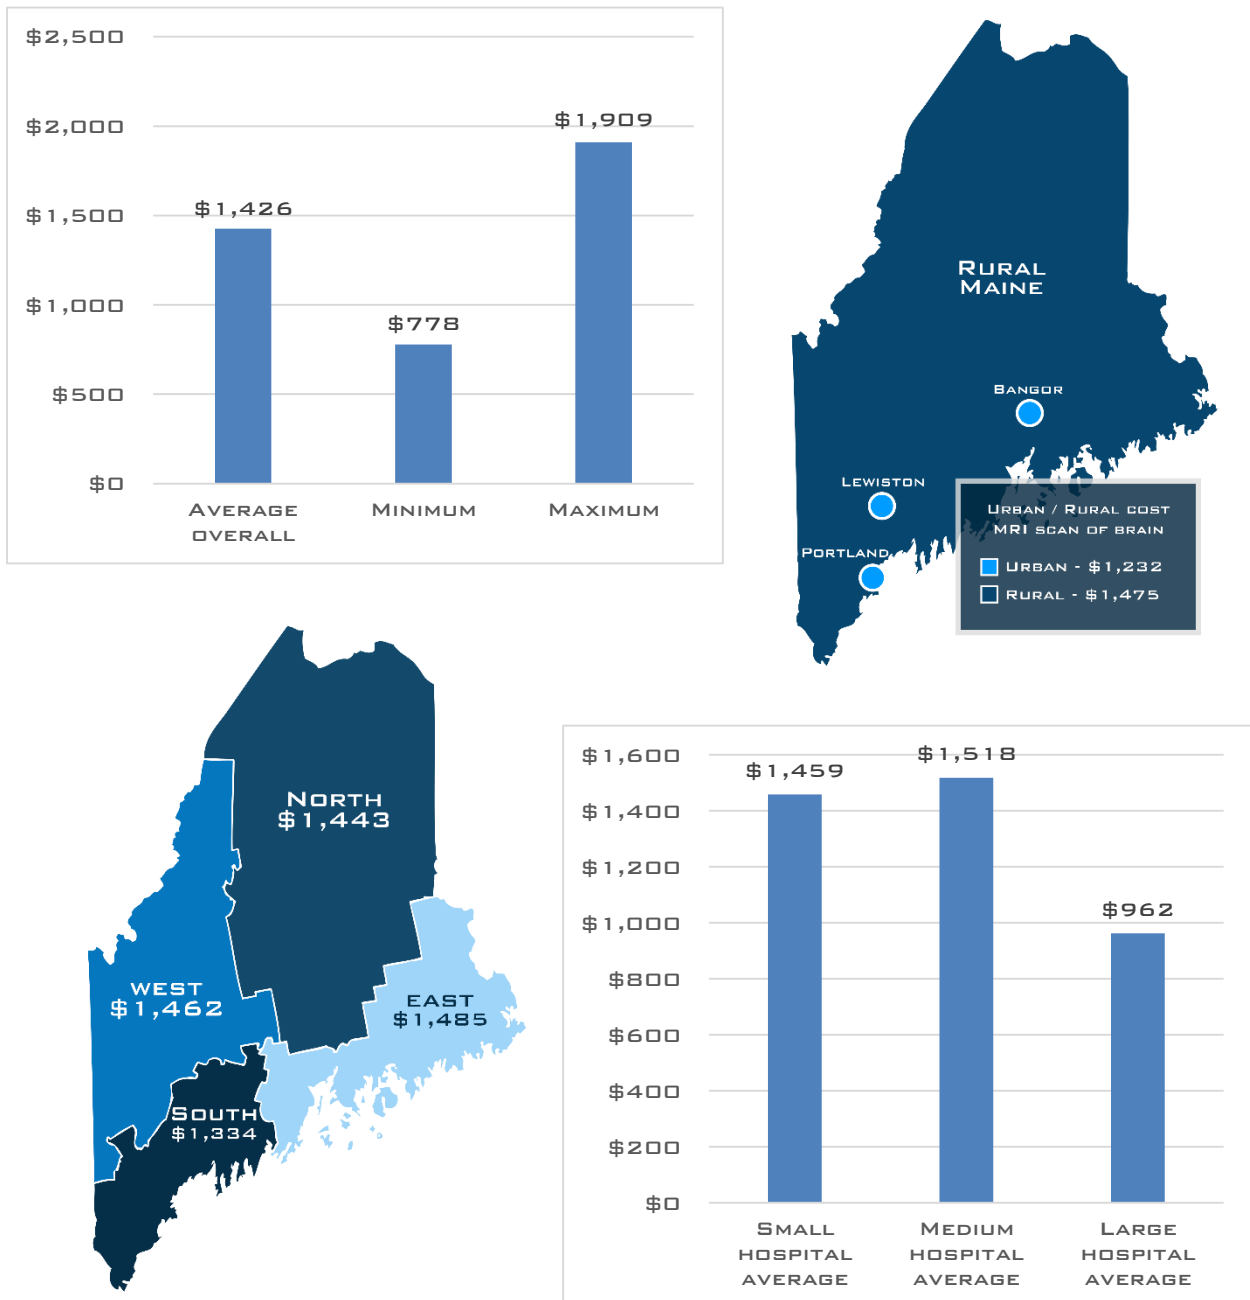 $2,500
$2,000
$1,500
$1,000
$500
$0
$1,426
$778
$1,909
AVERAGE
OVERALL
MINIMUM
MAXIMUM
RURAL
MAINE
BANGOR
LEWISTON
PORTLAND
URBAN / RURAL COST
MRI SCAN OF BRAIN
URBAN - $1,232
RURAL - $1,475
NORTH
$1,443
WEST
$1,462
EAST
$1,485
SOUTH
$1,334
$1,600
$1,400
$1,200
$1,000
$800
$600
$400
$200
$0
$1,459
$1,518
$962
SMALL
HOSPITAL
AVERAGE
MEDIUM
HOSPITAL
AVERAGE
LARGE
HOSPITAL
AVERAGE